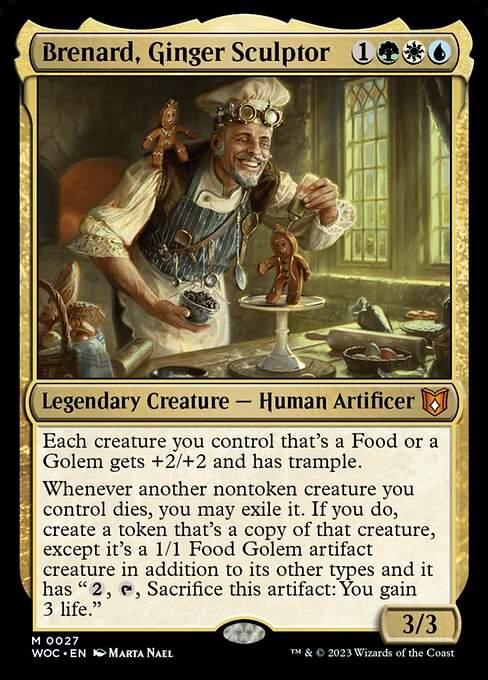 Brenard, Ginger Sculptor 1
Legendary Creature — Human Artificer
Each creature you control that's a Food or a
Golem gets +2/+2 and has trample.
Whenever another nontoken creature you
control dies, you may exile it. If you do,
create a token that's a copy of that creature,
except it's a 1/1 Food Golem artifact
creature in addition to its other types and it
has “2, , Sacrifice this artifact: You gain
3 life.”
3/3
M 0027
WOC • EN Marta Nael
™ & © 2023 Wizards of the Coast